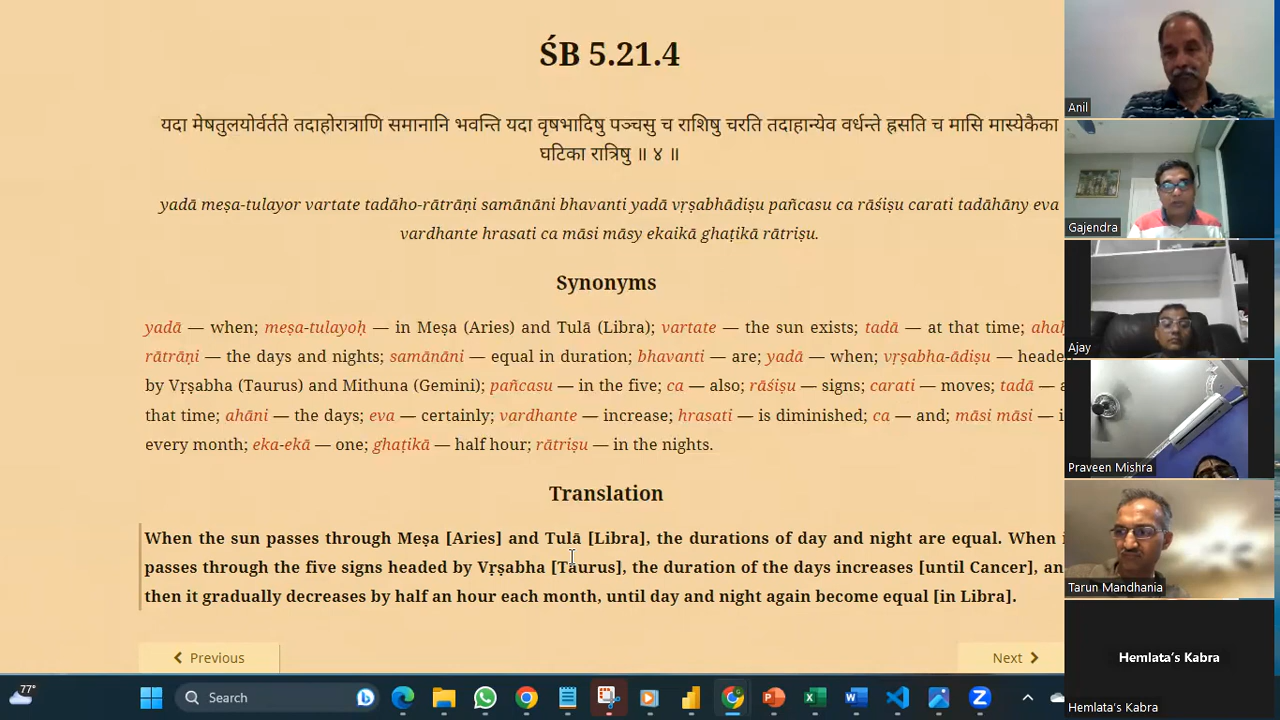 ŚB 5.21.4
यदा मेषतुलयोर्वर्तते तदाहोरात्राणि समानानि भवन्ति यदा वृषभादिषु पञ्चसु च राशिषु चरति तदाहान्येव वर्धन्ते ह्रसति च मासि मास्येकैका
घटिका रात्रिषु ॥ ४ ॥
yadā meṣa-tulayor vartate tadāho-rātrāṇi samānāni bhavanti yadā vṛṣabhādiṣu pañcasu ca rāśiṣu carati tadāhāny eva
vardhante hrasati ca māsi māsy ekaikā ghaṭikā rātriṣu.
Synonyms
yadā — when; meṣa-tulayoḥ — in Meṣa (Aries) and Tulā (Libra); vartate — the sun exists; tadā — at that time; ahaḥ
rātrāṇi — the days and nights; samānāni — equal in duration; bhavanti — are; yadā — when; vṛṣabha-ādiṣu — heade
by Vṛṣabha (Taurus) and Mithuna (Gemini); pañcasu — in the five; ca — also; rāśiṣu — signs; carati — moves; tadā — a
that time; ahāni — the days; eva — certainly; vardhante — increase; hrasati — is diminished; ca — and; māsi māsi — i
every month; eka-ekā — one; ghaṭikā — half hour; rātriṣu — in the nights.
Translation
When the sun passes through Meṣa [Aries] and Tulā [Libra], the durations of day and night are equal. When i
passes through the five signs headed by Vṛṣabha [Taurus], the duration of the days increases [until Cancer], an
then it gradually decreases by half an hour each month, until day and night again become equal [in Libra].
Previous
Next
Anil
Gajendra
Ajay
Praveen Mishra
Tarun Mandhania
Hemlata's Kabra
Hemlata's Kabra
77°
Search